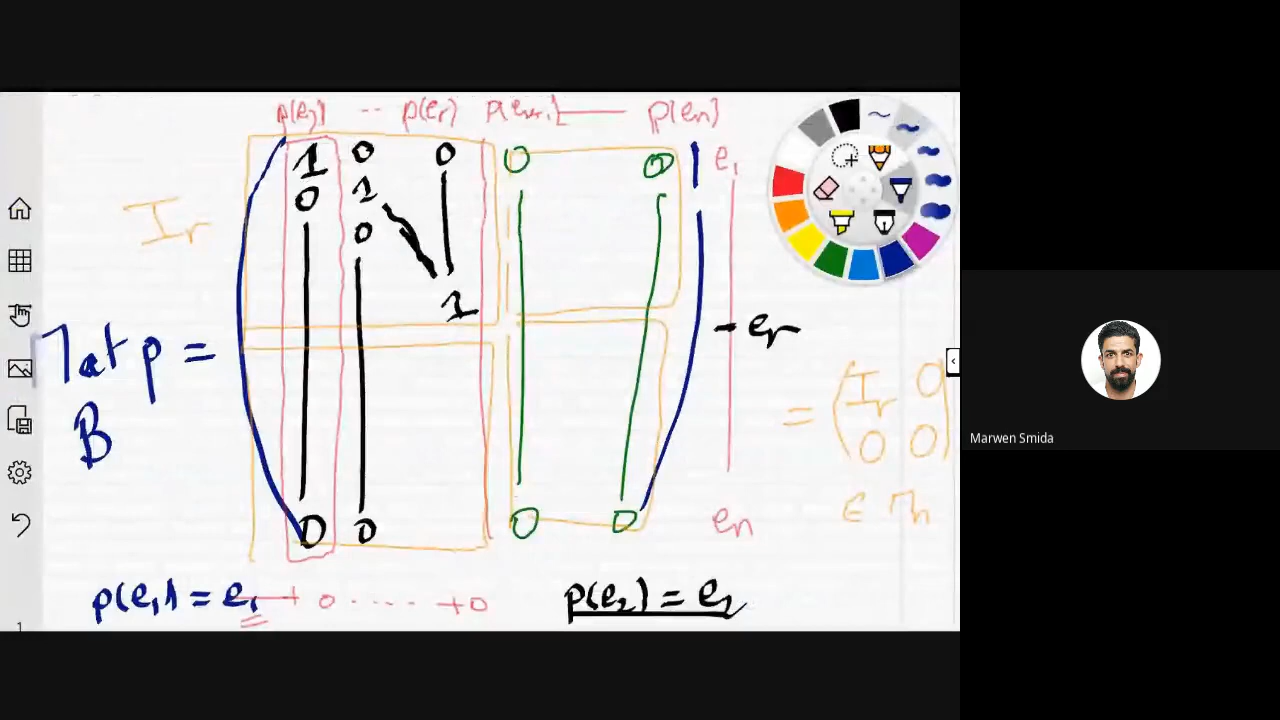 p(e1) -- p(er) p(er+1) p(en)
1 0 0 0 0 e1
0 1
Ir
0
1
- er
Mat p =
B
= (Ir 0
0 0)
∈ Mn
0 0 0 0 en
p(e1) = e1 + 0 ..... + 0
p(e2) = e2
1
Marwen Smida